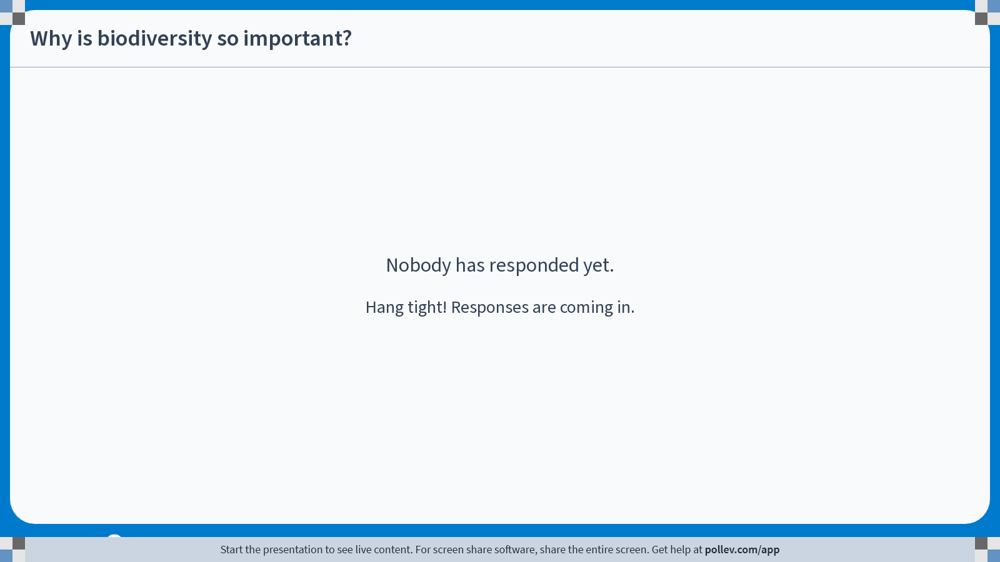 Why is biodiversity so important?
Nobody has responded yet.
Hang tight! Responses are coming in.
Start the presentation to see live content. For screen share software, share the entire screen. Get help at pollev.com/app